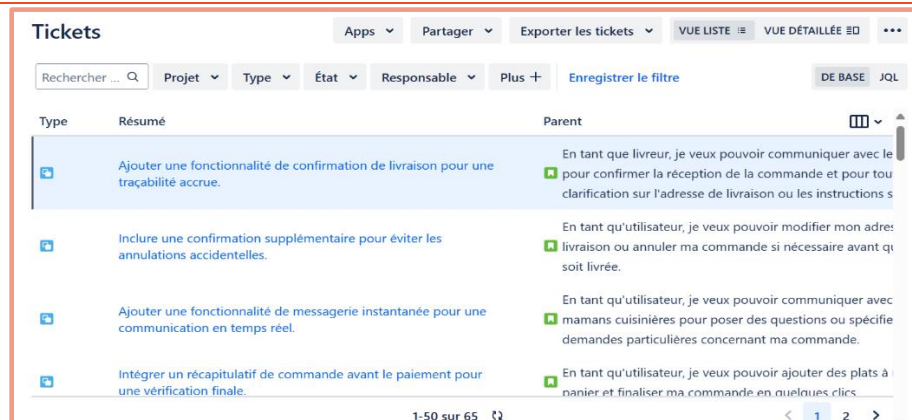 Tickets
Apps Partager Exporter les tickets VUE LISTE VUE DÉTAILLÉE
Rechercher ... Projet Type État Responsable Plus + Enregistrer le filtre DE BASE JQL
Type Résumé Parent
Ajouter une fonctionnalité de confirmation de livraison pour une
traçabilité accrue.
En tant que livreur, je veux pouvoir communiquer avec le
pour confirmer la réception de la commande et pour tou
clarification sur l'adresse de livraison ou les instructions s
Inclure une confirmation supplémentaire pour éviter les
annulations accidentelles.
En tant qu'utilisateur, je veux pouvoir modifier mon adres
livraison ou annuler ma commande si nécessaire avant qu
soit livrée.
Ajouter une fonctionnalité de messagerie instantanée pour une
communication en temps réel.
En tant qu'utilisateur, je veux pouvoir communiquer avec
mamans cuisinières pour poser des questions ou spécifie
demandes particulières concernant ma commande.
Intégrer un récapitulatif de commande avant le paiement pour
une vérification finale.
En tant qu'utilisateur, je veux pouvoir ajouter des plats à
panier et finaliser ma commande en quelques clics
1-50 sur 65 1 2